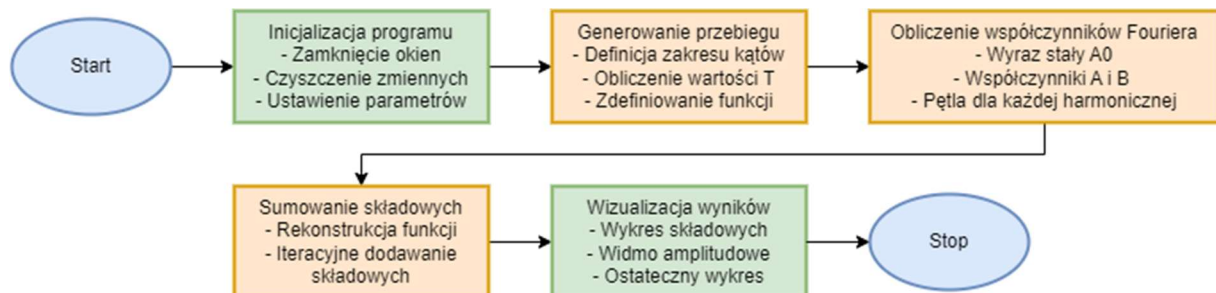 Start
Inicjalizacja programu
- Zamknięcie okien
- Czyszczenie zmiennych
- Ustawienie parametrów
Generowanie przebiegu
- Definicja zakresu kątów
- Obliczenie wartości T
- Zdefiniowanie funkcji
Obliczenie współczynników Fouriera
- Wyraz stały A0
- Współczynniki A i B
- Pętla dla każdej harmonicznej
Sumowanie składowych
- Rekonstrukcja funkcji
- Iteracyjne dodawanie
składowych
Wizualizacja wyników
- Wykres składowych
- Widmo amplitudowe
- Ostateczny wykres
Stop